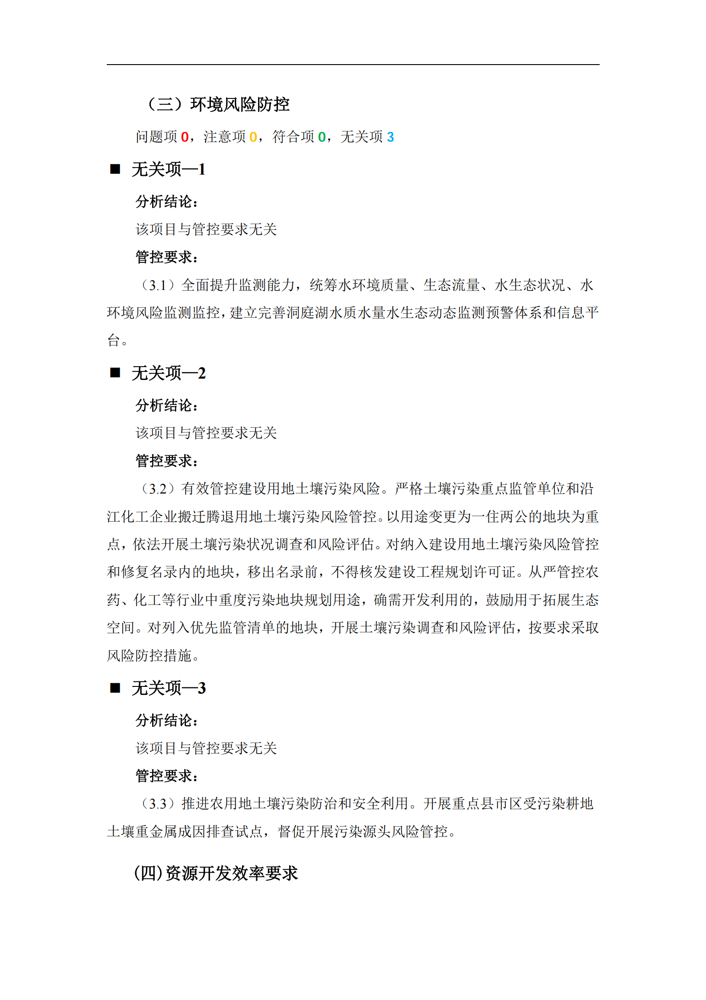 （三）环境风险防控
问题项 0，注意项 0，符合项 0，无关项 3
■ 无关项—1
分析结论：
该项目与管控要求无关
管控要求：
（3.1）全面提升监测能力，统筹水环境质量、生态流量、水生态状况、水
环境风险监测监控，建立完善洞庭湖水质水量水生态动态监测预警体系和信息平
台。
■ 无关项—2
分析结论：
该项目与管控要求无关
管控要求：
（3.2）有效管控建设用地土壤污染风险。严格土壤污染重点监管单位和沿
江化工企业搬迁腾退用地土壤污染风险管控。以用途变更为一住两公的地块为重
点，依法开展土壤污染状况调查和风险评估。对纳入建设用地土壤污染风险管控
和修复名录内的地块，移出名录前，不得核发建设工程规划许可证。从严管控农
药、化工等行业中重度污染地块规划用途，确需开发利用的，鼓励用于拓展生态
空间。对列入优先监管清单的地块，开展土壤污染调查和风险评估，按要求采取
风险防控措施。
■ 无关项—3
分析结论：
该项目与管控要求无关
管控要求：
（3.3）推进农用地土壤污染防治和安全利用。开展重点县市区受污染耕地
土壤重金属成因排查试点，督促开展污染源头风险管控。
(四)资源开发效率要求